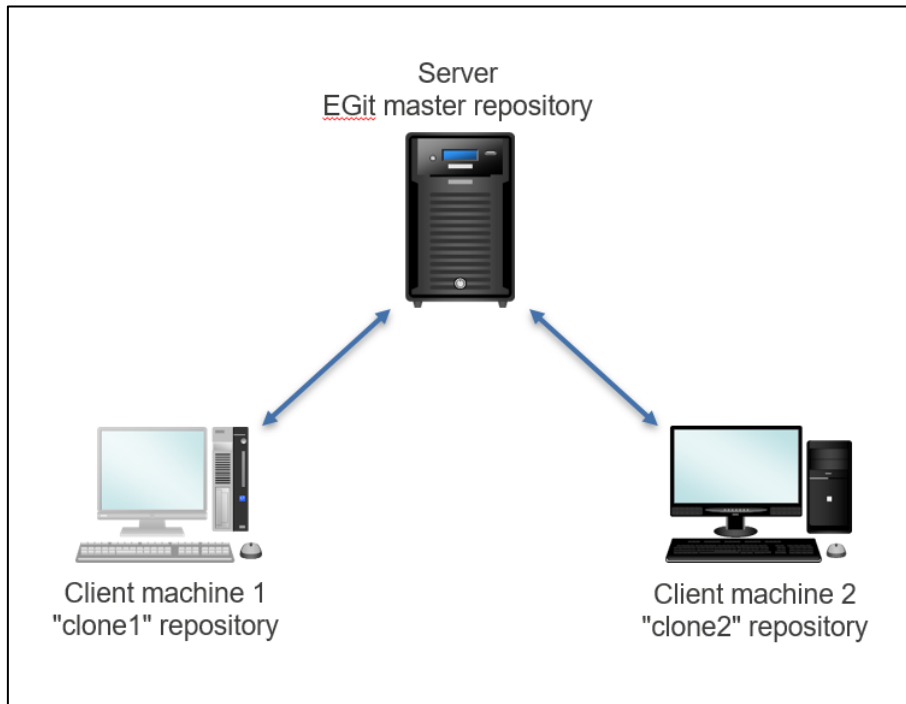 Server
EGit master repository
Client machine 1
"clone1" repository
Client machine 2
"clone2" repository